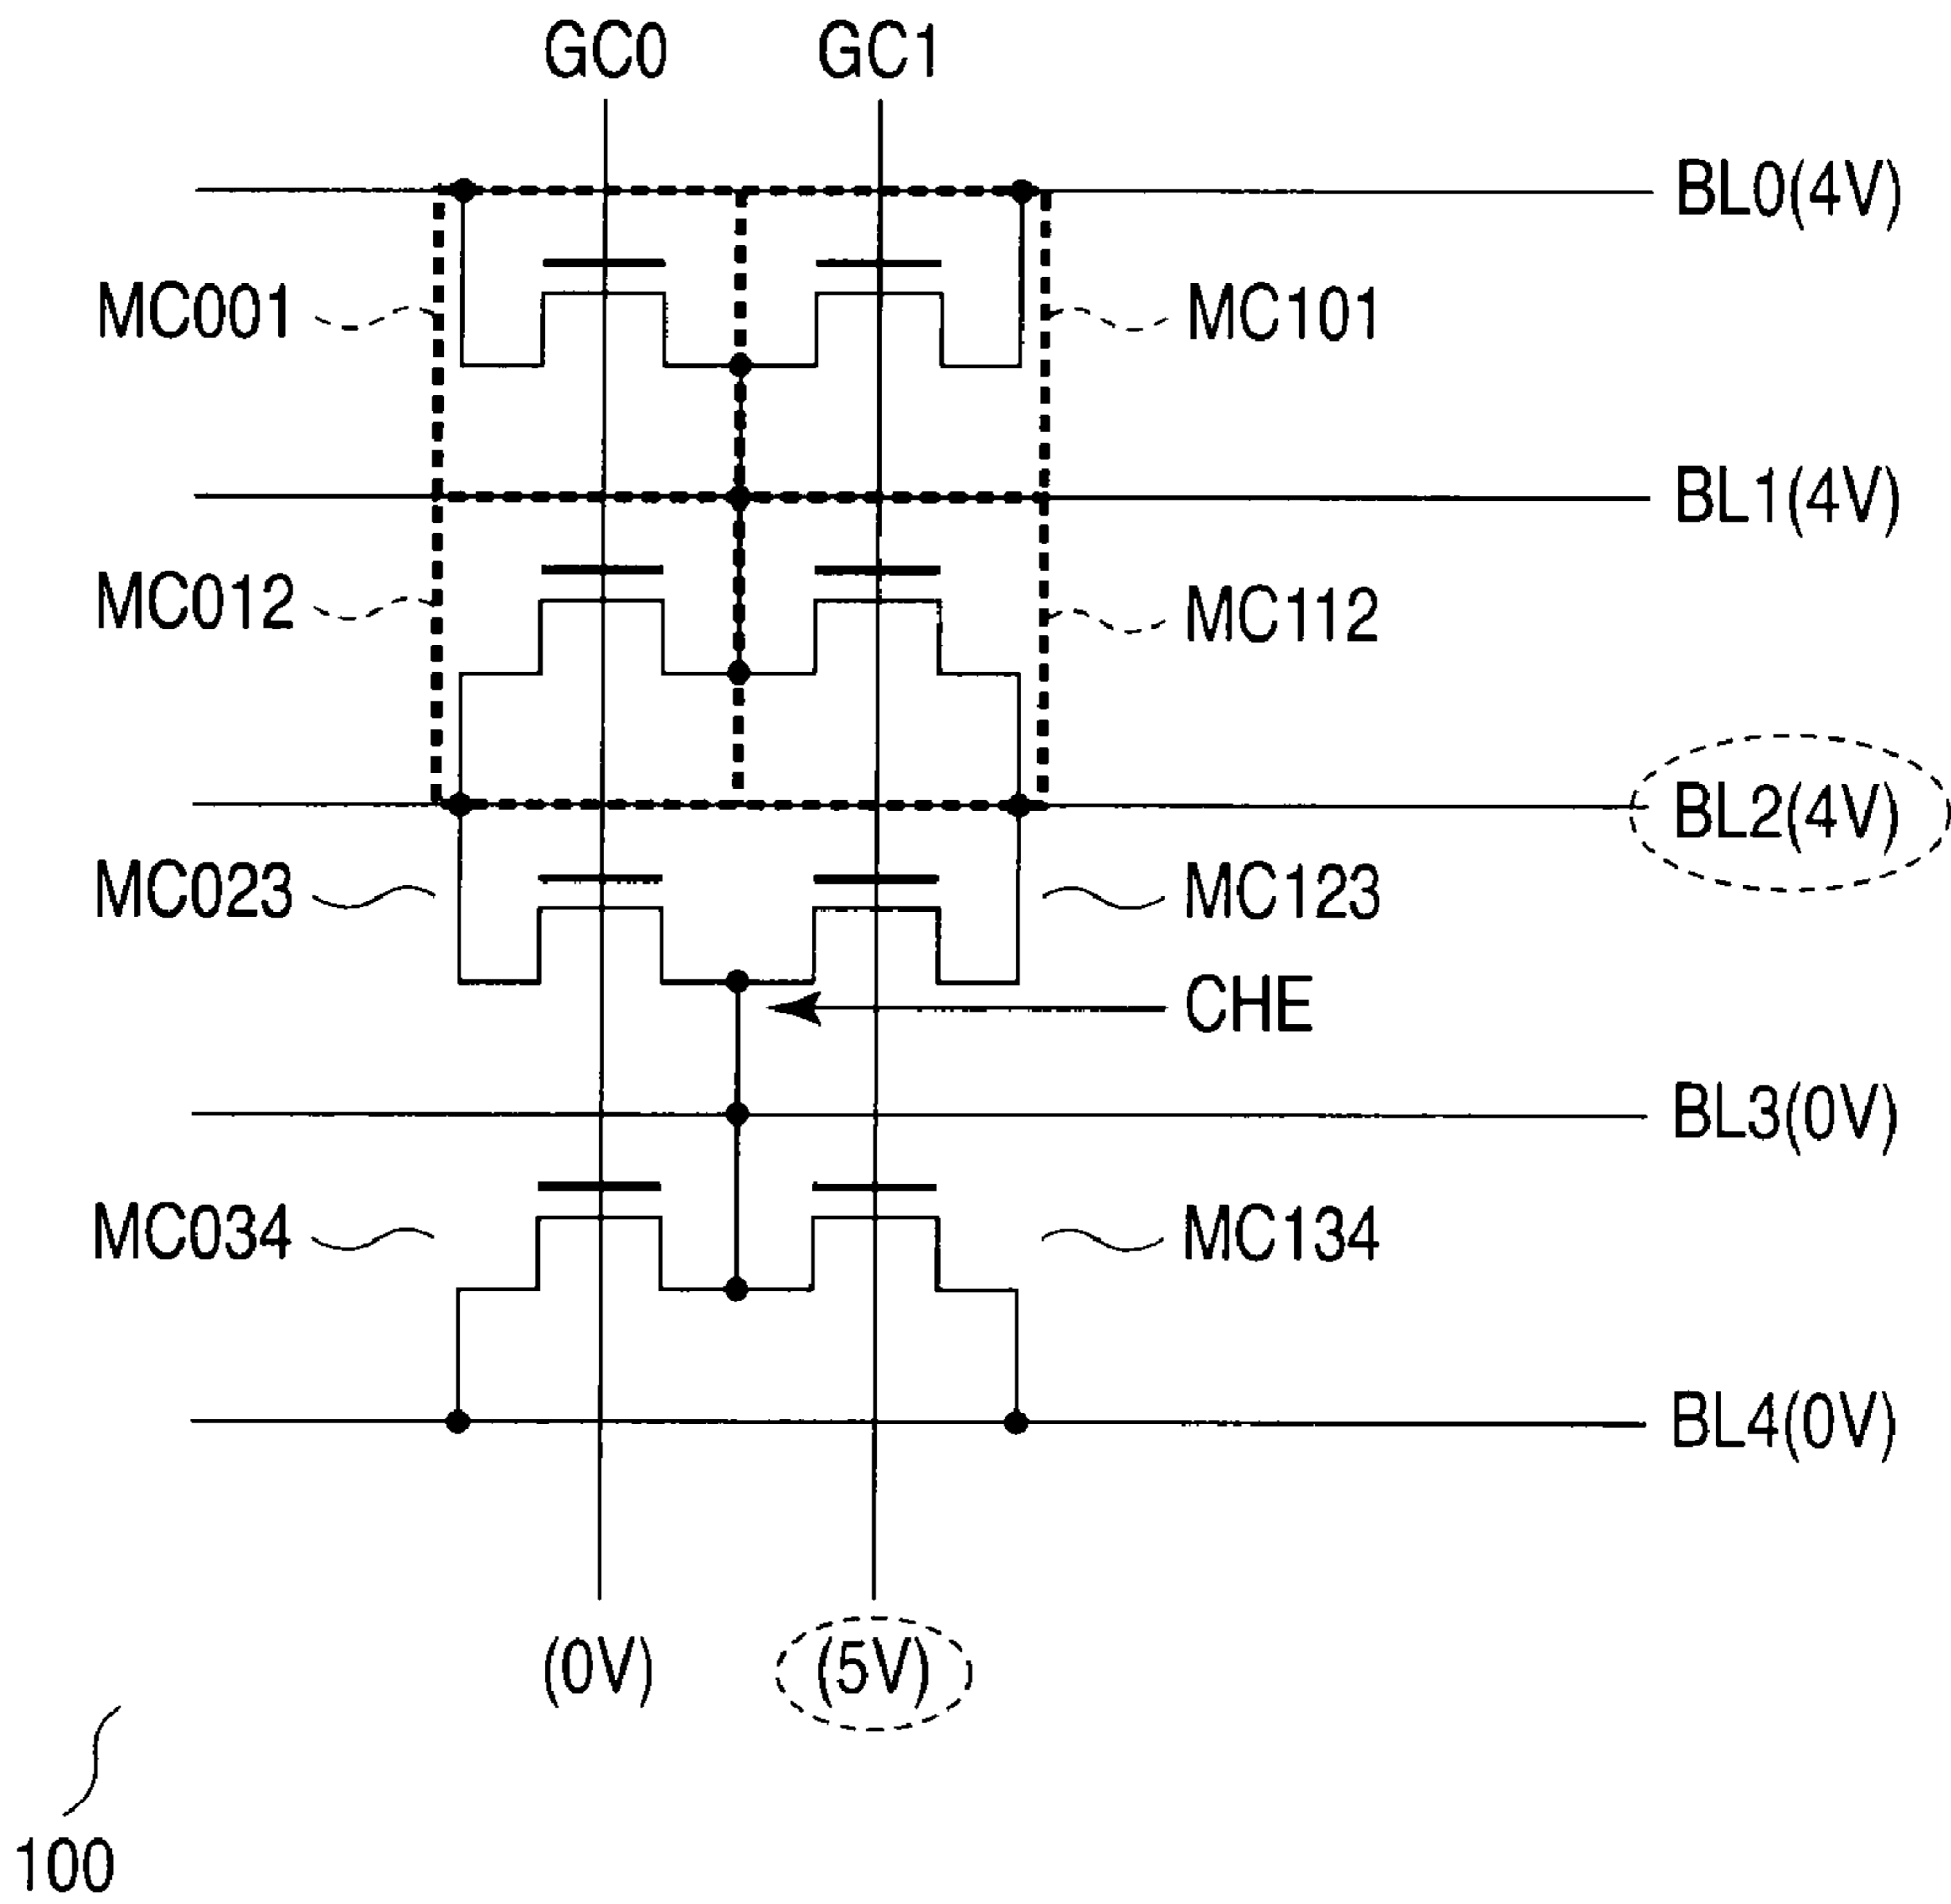 GC0 GC1
BL0(4V)
MC001 MC101
BL1(4V)
MC012 MC112
BL2(4V)
MC023 MC123
CHE
BL3(0V)
MC034 MC134
BL4(0V)
(0V) (5V)
100